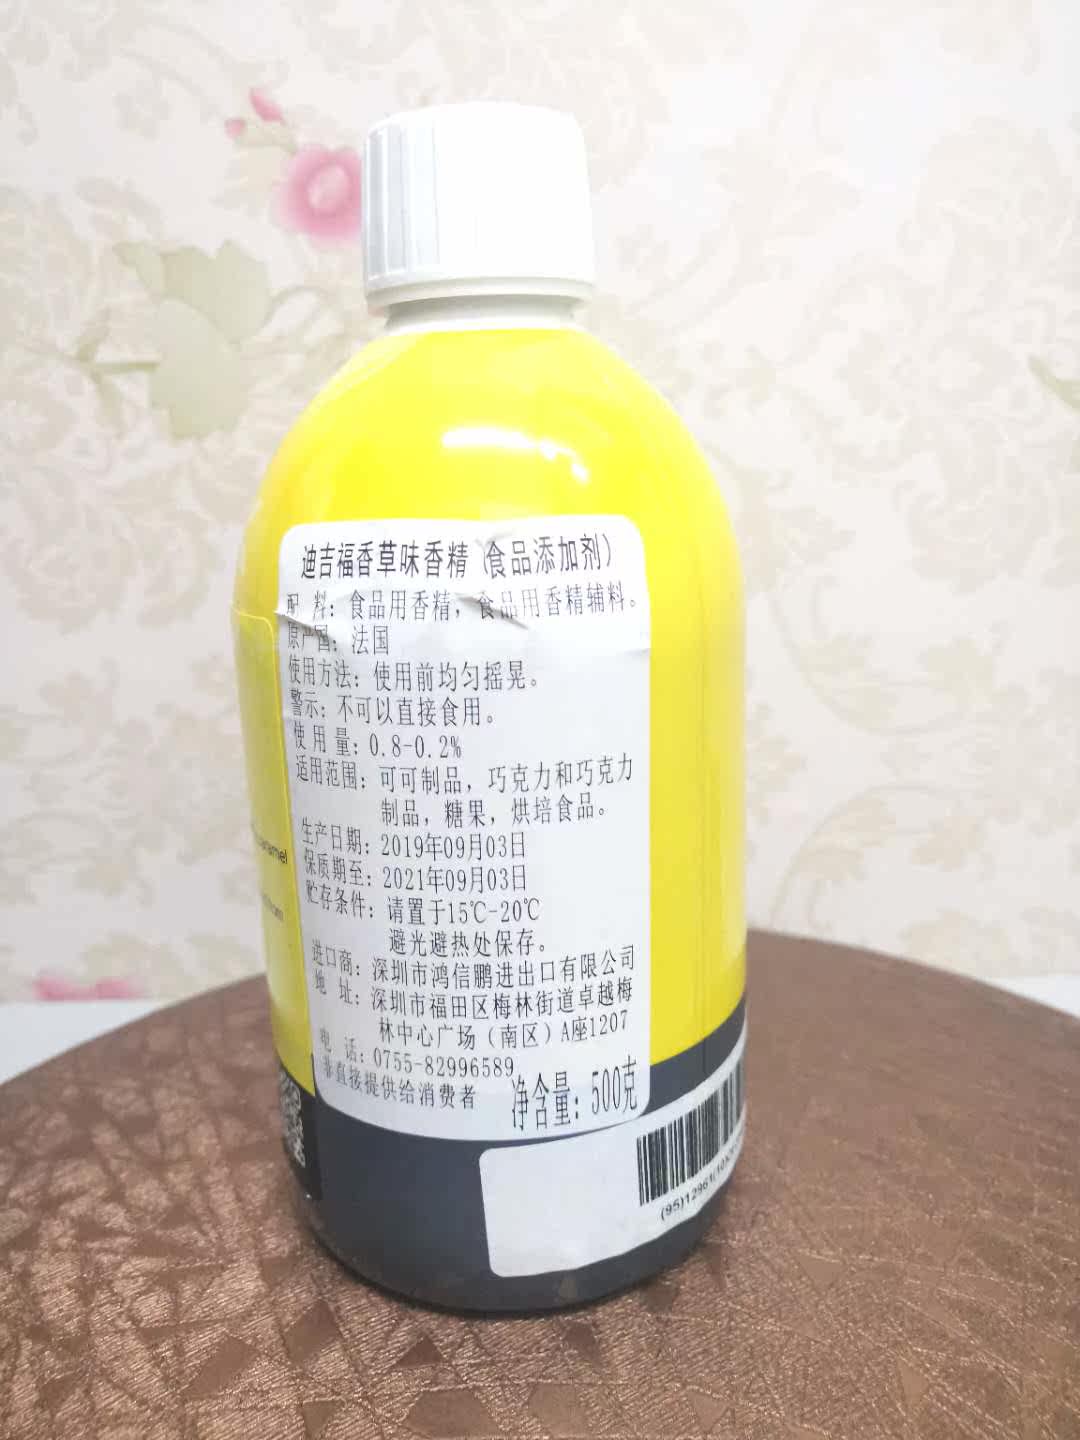 迪吉福香草味香精（食品添加剂）
配 料：食品用香精，食品用香精辅料。
原产国：法国
使用方法：使用前均匀摇晃。
警示：不可以直接食用。
使 用 量：0.8-0.2%
适用范围：可可制品，巧克力和巧克力
制品，糖果，烘培食品。
生产日期：2019年09月03日
保质期至：2021年09月03日
贮存条件：请置于15℃-20℃
避光避热处保存。
进口商：深圳市鸿信鹏进出口有限公司
地 址：深圳市福田区梅林街道卓越梅
林中心广场（南区）A座1207
电 话：0755-82996589
非直接提供给消费者
净含量：500克
caramel